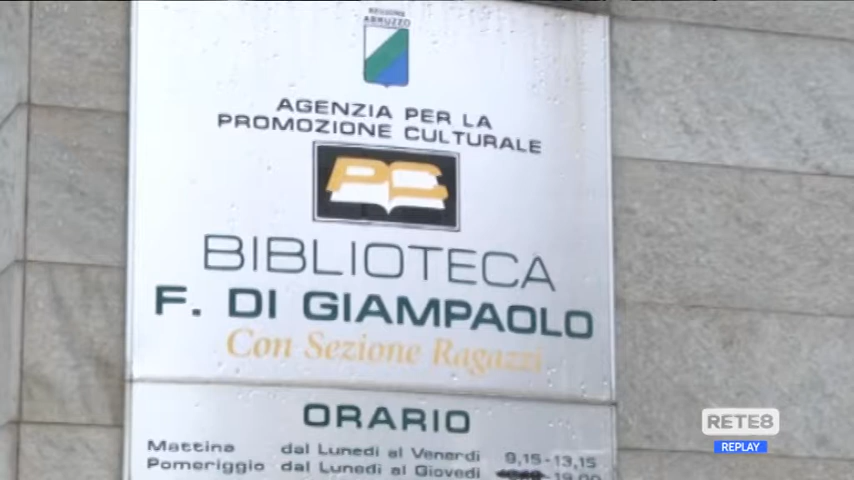 REGIONE
ABRUZZO
AGENZIA PER LA
PROMOZIONE CULTURALE
PC
BIBLIOTECA
F. DI GIAMPAOLO
Con Sezione Ragazzi
ORARIO
Mattina dal Lunedì al Venerdì 9,15-13,15
Pomeriggio dal Lunedì al Giovedì -19,00
RETE8
REPLAY